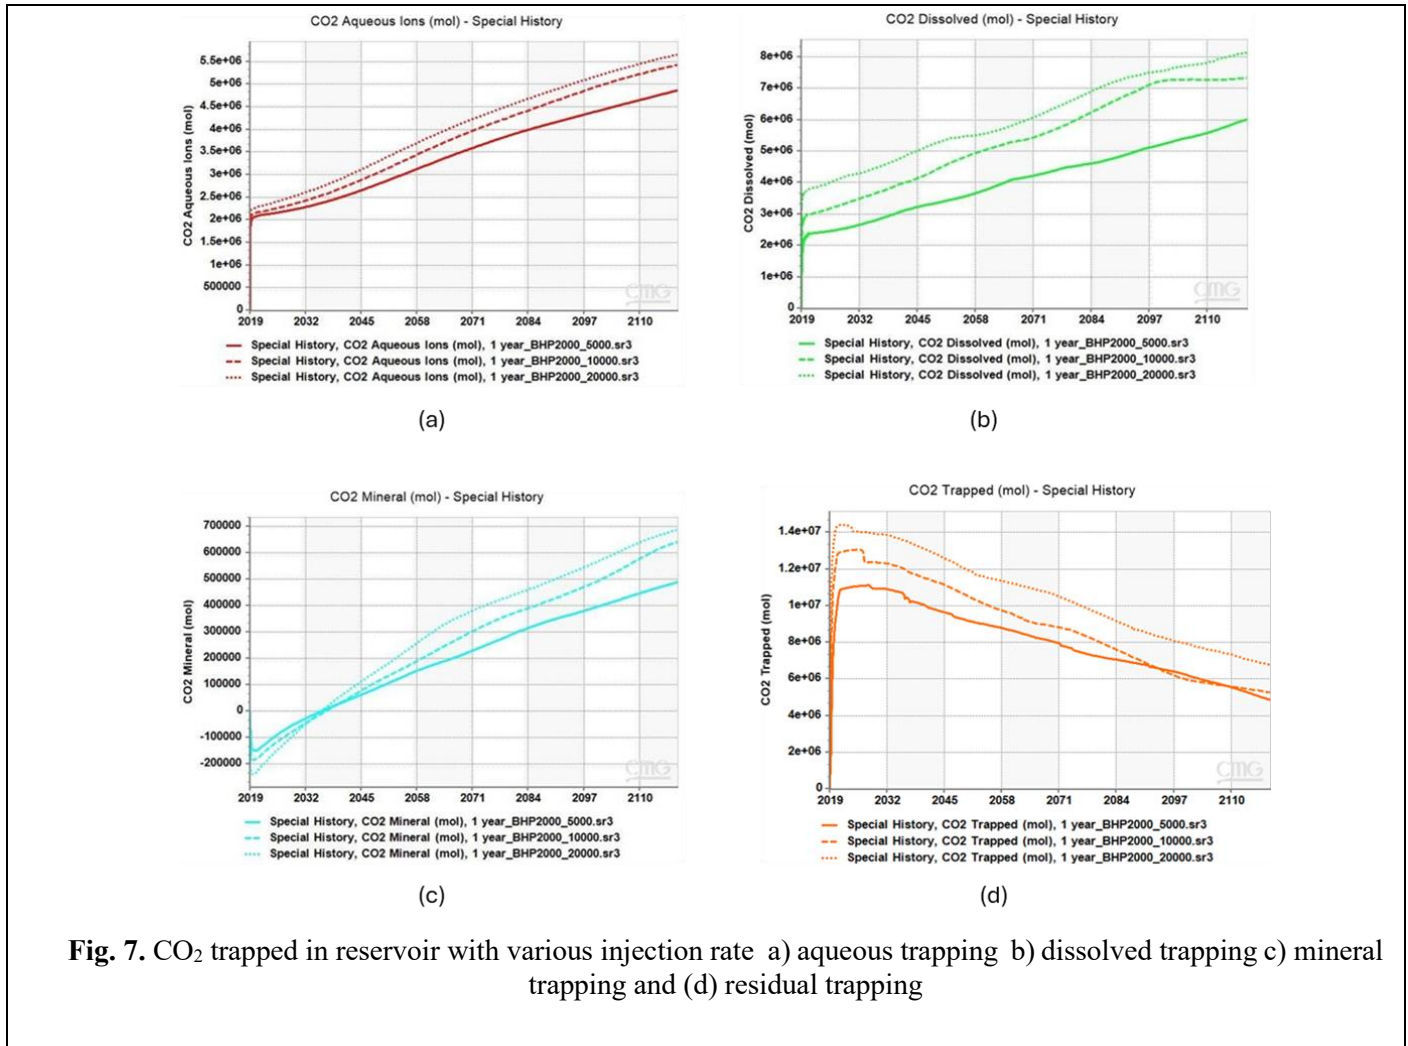 CO2 Aqueous Ions (mol) - Special History
5.5e+06
5e+06
4.5e+06
4e+06
3.5e+06
3e+06
2.5e+06
2e+06
1.5e+06
1e+06
500000
0
CO2 Aqueous Ions (mol)
2019 2032 2045 2058 2071 2084 2097 2110
CMG
Special History, CO2 Aqueous Ions (mol), 1 year_BHP2000_5000.sr3
Special History, CO2 Aqueous Ions (mol), 1 year_BHP2000_10000.sr3
Special History, CO2 Aqueous Ions (mol), 1 year_BHP2000_20000.sr3
(a)
CO2 Dissolved (mol) - Special History
8e+06
7e+06
6e+06
5e+06
4e+06
3e+06
2e+06
1e+06
0
CO2 Dissolved (mol)
2019 2032 2045 2058 2071 2084 2097 2110
CMG
Special History, CO2 Dissolved (mol), 1 year_BHP2000_5000.sr3
Special History, CO2 Dissolved (mol), 1 year_BHP2000_10000.sr3
Special History, CO2 Dissolved (mol), 1 year_BHP2000_20000.sr3
(b)
CO2 Mineral (mol) - Special History
700000
600000
500000
400000
300000
200000
100000
0
-100000
-200000
CO2 Mineral (mol)
2019 2032 2045 2058 2071 2084 2097 2110
CMG
Special History, CO2 Mineral (mol), 1 year_BHP2000_5000.sr3
Special History, CO2 Mineral (mol), 1 year_BHP2000_10000.sr3
Special History, CO2 Mineral (mol), 1 year_BHP2000_20000.sr3
(c)
CO2 Trapped (mol) - Special History
1.4e+07
1.2e+07
1e+07
8e+06
6e+06
4e+06
2e+06
0
CO2 Trapped (mol)
2019 2032 2045 2058 2071 2084 2097 2110
CMG
Special History, CO2 Trapped (mol), 1 year_BHP2000_5000.sr3
Special History, CO2 Trapped (mol), 1 year_BHP2000_10000.sr3
Special History, CO2 Trapped (mol), 1 year_BHP2000_20000.sr3
(d)
Fig. 7. CO₂ trapped in reservoir with various injection rate a) aqueous trapping b) dissolved trapping c) mineral
trapping and (d) residual trapping